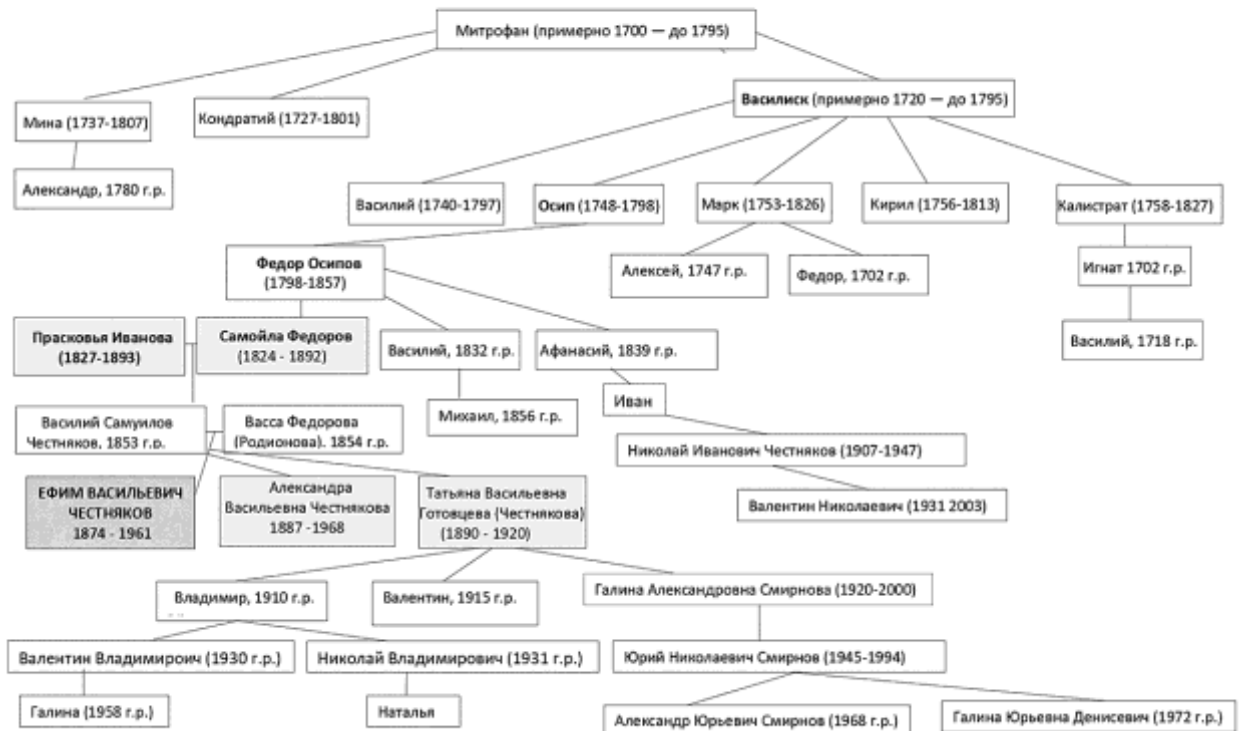 Митрофан (примерно 1700 — до 1795)
Василиск (примерно 1720 — до 1795)
Мина (1737-1807)
Кондратий (1727-1801)
Александр, 1780 г.р.
Василий (1740-1797)
Осип (1748-1798)
Марк (1753-1826)
Кирил (1756-1813)
Калистрат (1758-1827)
Федор Осипов
(1798-1857)
Алексей, 1747 г.р.
Федор, 1702 г.р.
Игнат 1702 г.р.
Прасковья Иванова
(1827-1893)
Самойла Федоров
(1824 - 1892)
Василий, 1832 г.р.
Афанасий, 1839 г.р.
Василий, 1718 г.р.
Михаил, 1856 г.р.
Иван
Василий Самуилов
Честняков, 1853 г.р.
Васса Федорова
(Родионова). 1854 г.р.
Николай Иванович Честняков (1907-1947)
ЕФИМ ВАСИЛЬЕВИЧ
ЧЕСТНЯКОВ
1874 - 1961
Александра
Васильевна Честнякова
1887 -1968
Татьяна Васильевна
Готовцева (Честнякова)
(1890 - 1920)
Валентин Николаевич (1931 2003)
Владимир, 1910 г.р.
Валентин, 1915 г.р.
Галина Александровна Смирнова (1920-2000)
Валентин Владимироич (1930 г.р.)
Николай Владимирович (1931 г.р.)
Юрий Николаевич Смирнов (1945-1994)
Галина (1958 г.р.)
Наталья
Александр Юрьевич Смирнов (1968 г.р.)
Галина Юрьевна Денисевич (1972 г.р.)